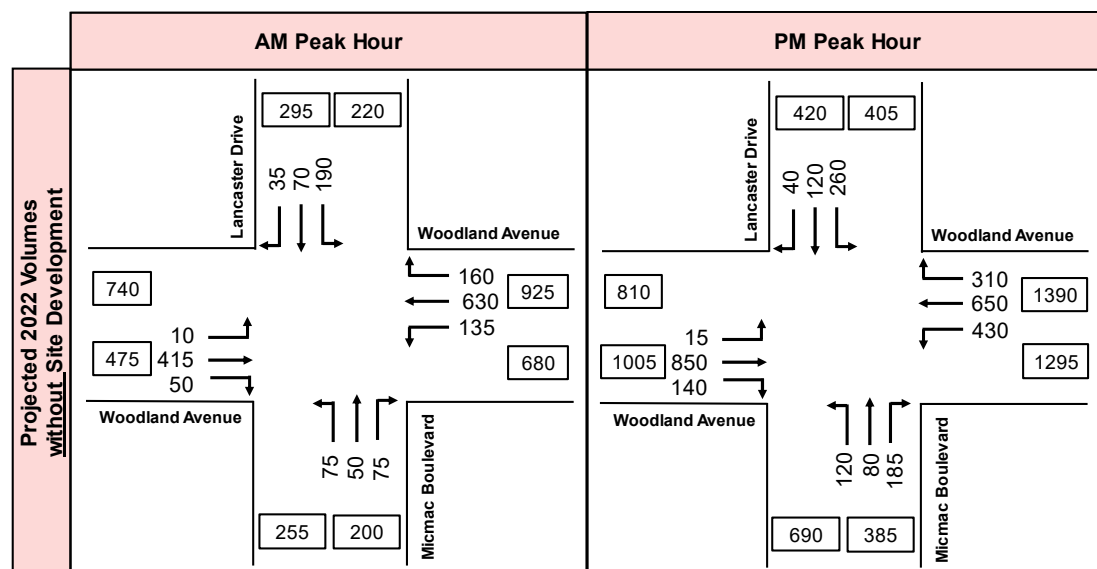 AM Peak Hour
PM Peak Hour
Projected 2022 Volumes
without Site Development
295 220
Lancaster Drive
35 70 190
Woodland Avenue
740
160
630 925
135
10
475 415
50
680
Woodland Avenue
75 50 75
Micmac Boulevard
255 200
420 405
Lancaster Drive
40 120 260
Woodland Avenue
810
310
650 1390
430
15
1005 850
140
1295
Woodland Avenue
120 80 185
Micmac Boulevard
690 385